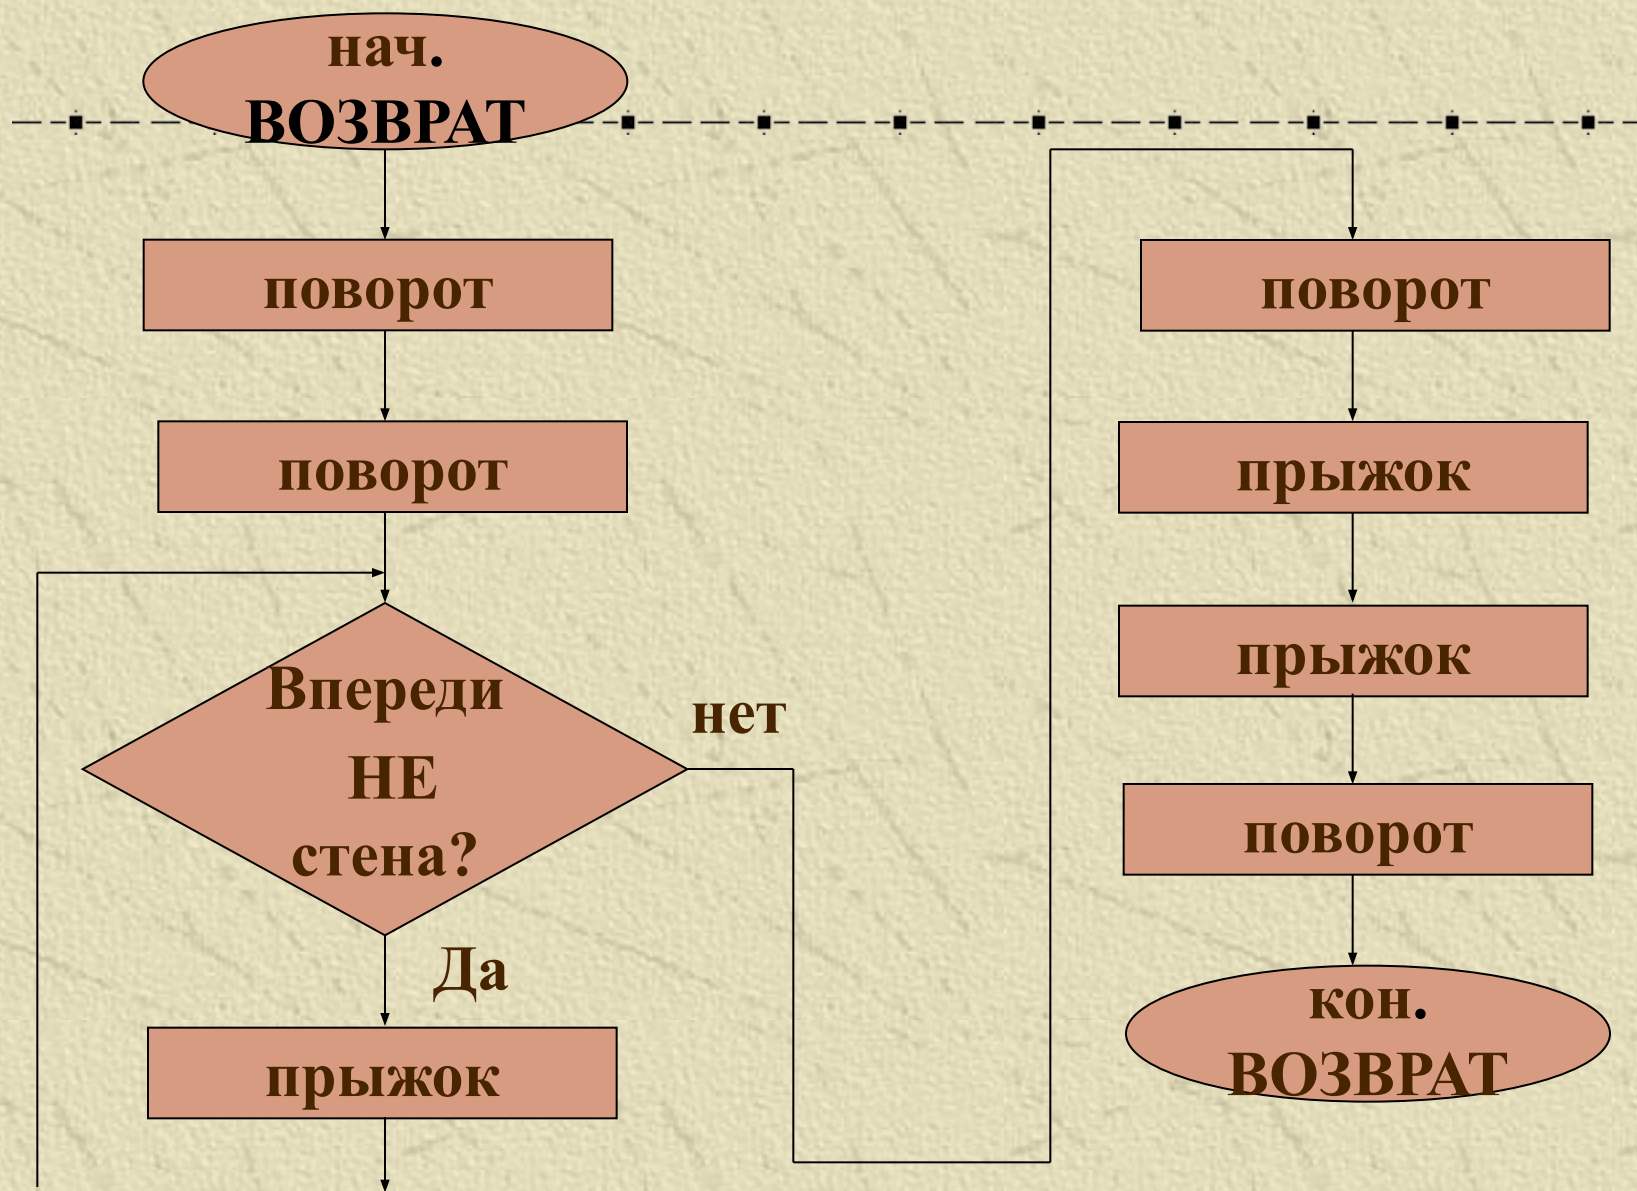 нач.
ВОЗВРАТ
поворот
поворот
Впереди
НЕ
стена?
нет
Да
прыжок
поворот
прыжок
прыжок
поворот
кон.
ВОЗВРАТ